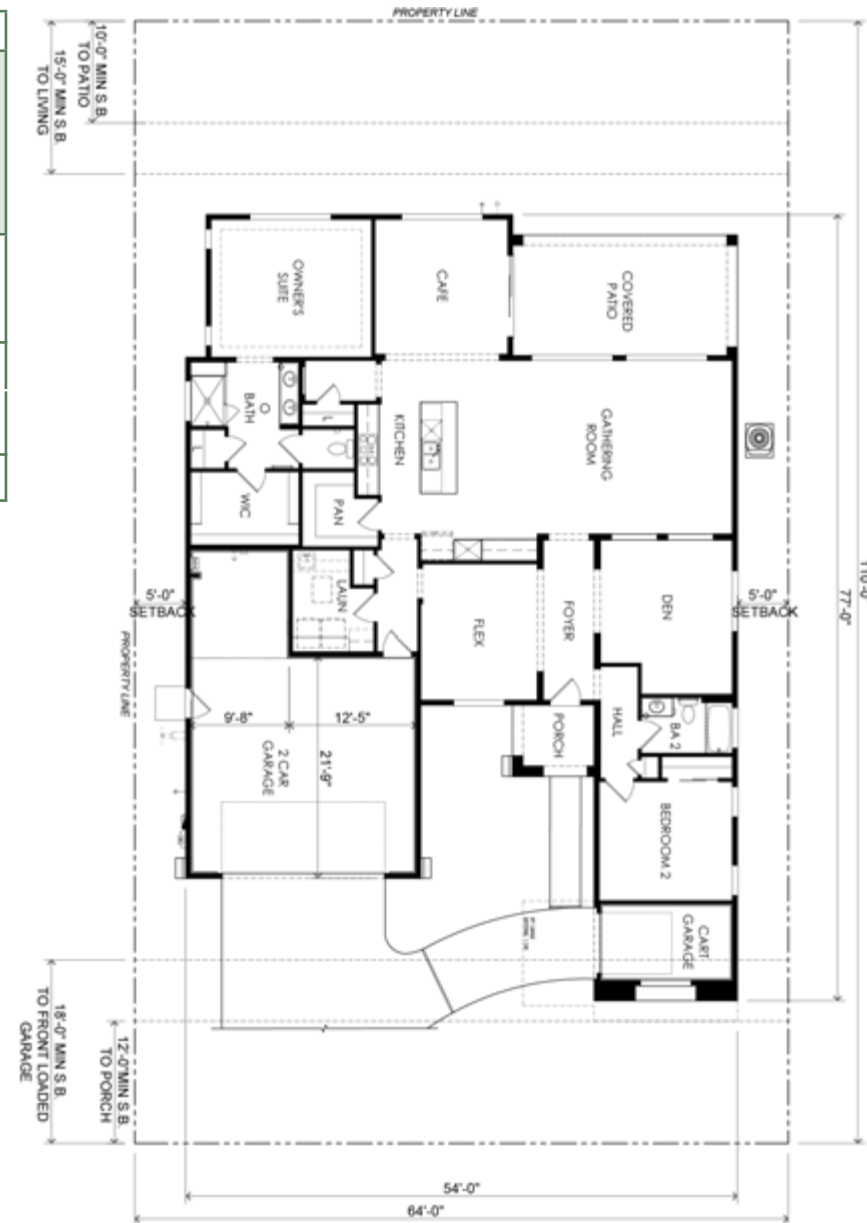 PROPERTY LINE
10'-0" MIN S.B.
TO PATIO
15'-0" MIN S.B.
TO LIVING
OWNER'S
SUITE
CAFE
COVERED
PATIO
BATH
KITCHEN
GATHERING
ROOM
L
L
WIC
PAN
LAUN
FLEX
FOYER
DEN
5'-0"
SETBACK
5'-0"
SETBACK
110'-0"
77'-0"
PROPERTY LINE
HALL
BA 2
PORCH
9'-8"
12'-5"
21'-9"
2 CAR
GARAGE
BEDROOM 2
CART
GARAGE
18'-0" MIN S.B.
TO FRONT LOADED
GARAGE
12'-0"MIN S.B.
TO PORCH
54'-0"
64'-0"